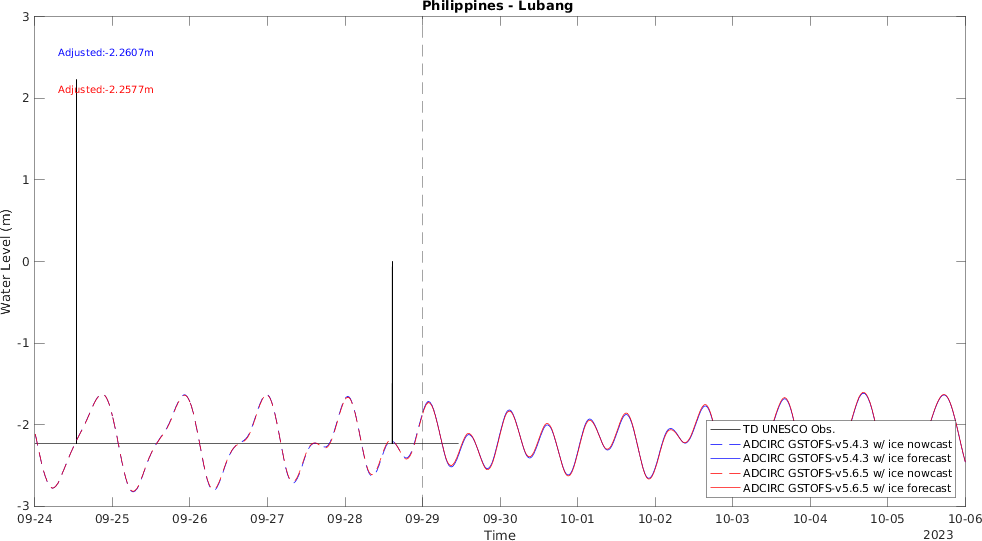 Philippines - Lubang
3
Adjusted:-2.2607m
Adjusted:-2.2577m
2
1
0
-1
-2
-3
Water Level (m)
TD UNESCO Obs.
ADCIRC GSTOFS-v5.4.3 w/ ice nowcast
ADCIRC GSTOFS-v5.4.3 w/ ice forecast
ADCIRC GSTOFS-v5.6.5 w/ ice nowcast
ADCIRC GSTOFS-v5.6.5 w/ ice forecast
09-24 09-25 09-26 09-27 09-28 09-29 09-30 10-01 10-02 10-03 10-04 10-05 10-06
Time
2023